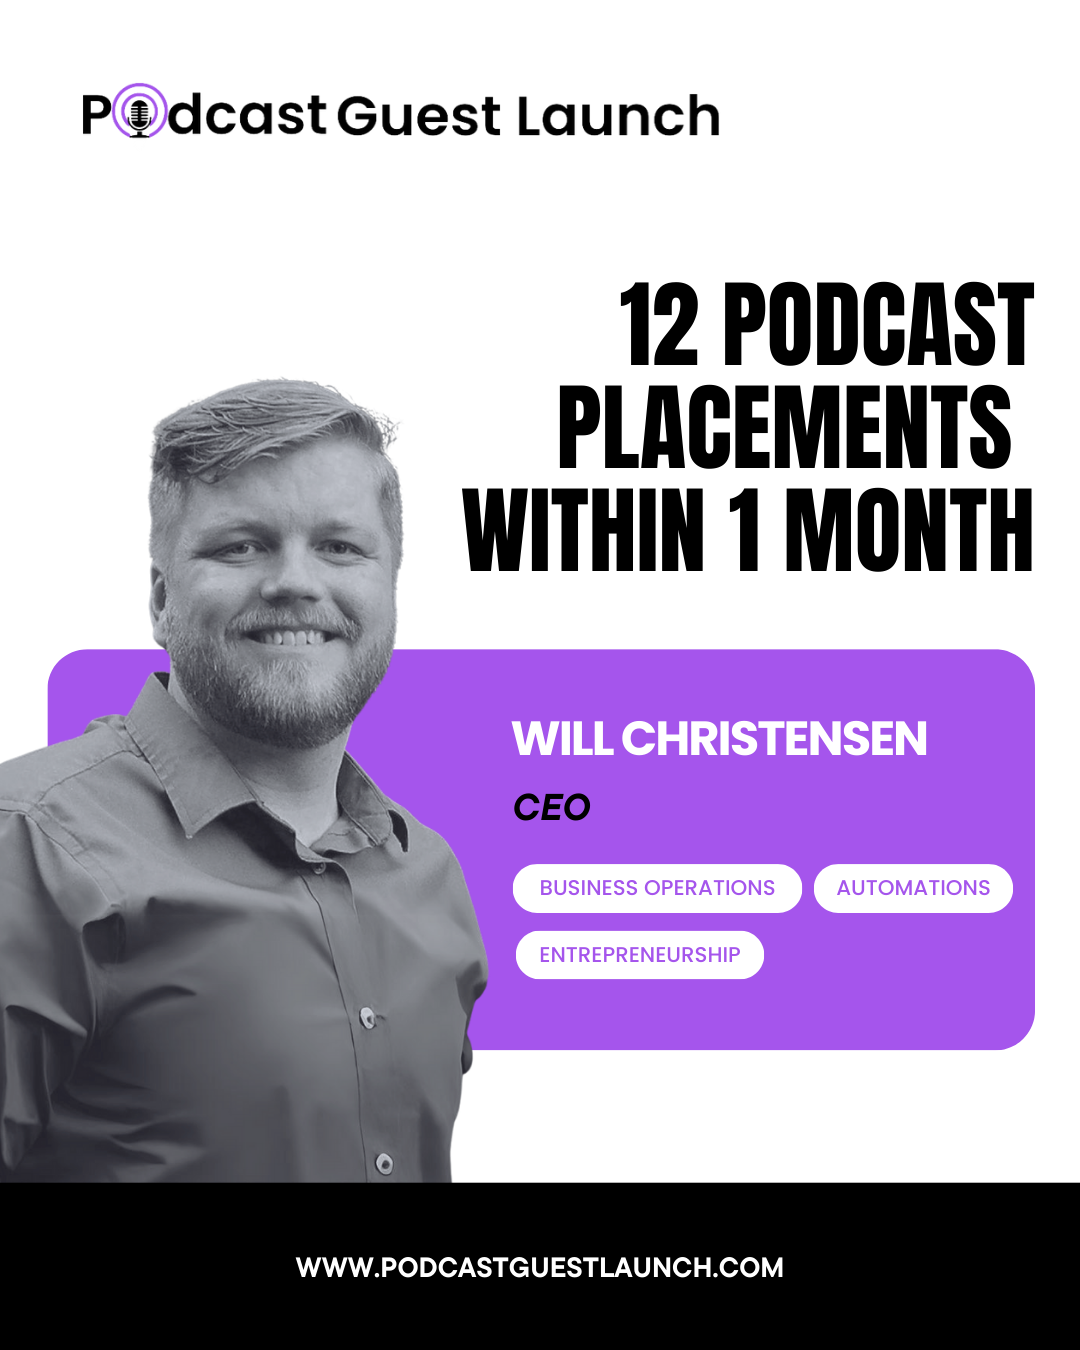 Podcast Guest Launch
12 PODCAST
PLACEMENTS
WITHIN 1 MONTH
WILL CHRISTENSEN
CEO
BUSINESS OPERATIONS AUTOMATIONS
ENTREPRENEURSHIP
WWW.PODCASTGUESTLAUNCH.COM